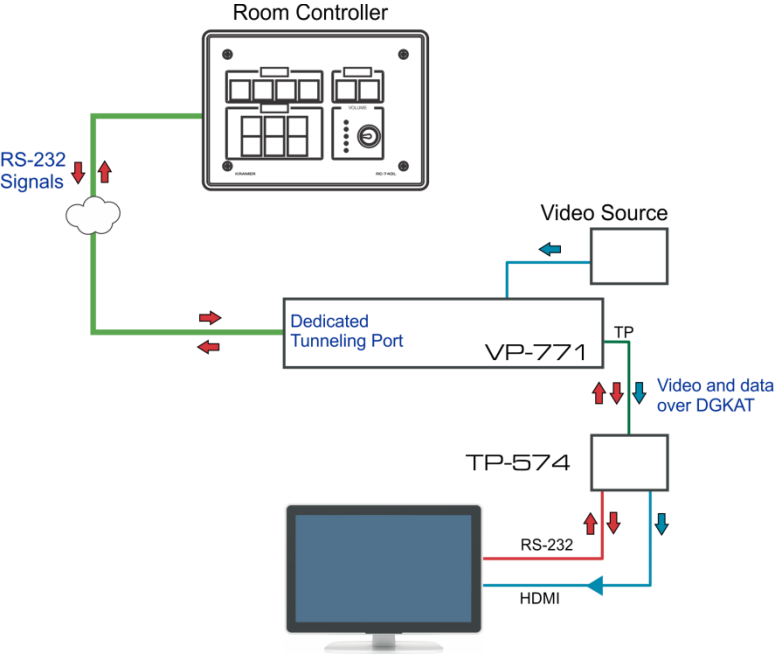 Room Controller
VOLUME
RS-232
Signals
KRAMER
RC-74DL
Video Source
Dedicated
Tunneling Port
VP-771
TP
Video and data
over DGKAT
TP-574
RS-232
HDMI